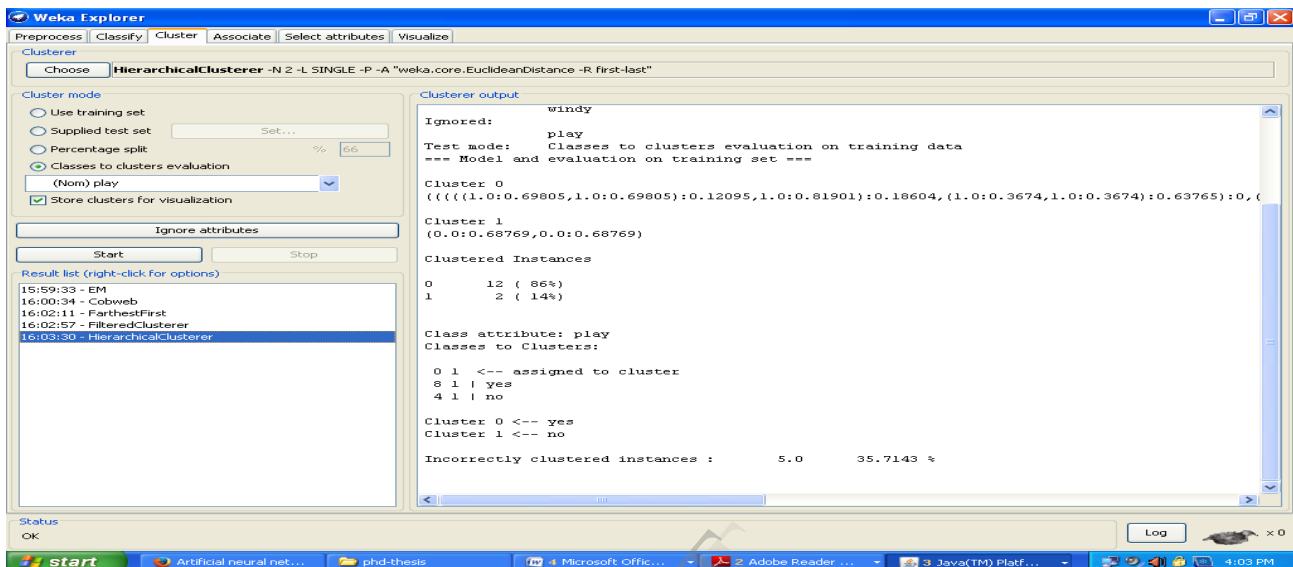 Weka Explorer
Preprocess Classify Cluster Associate Select attributes Visualize
Clusterer
Choose HierarchicalClusterer -N 2 -L SINGLE -P -A "weka.core.EuclideanDistance -R first-last"
Cluster mode
Use training set
Supplied test set Set...
Percentage split % 66
Classes to clusters evaluation
(Nom) play
Store clusters for visualization
Ignore attributes
Start Stop
Result list (right-click for options)
15:59:33 - EM
16:00:34 - Cobweb
16:02:11 - FarthestFirst
16:02:57 - FilteredClusterer
16:03:30 - HierarchicalClusterer
Clusterer output
windy
Ignored:
play
Test mode: Classes to clusters evaluation on training data
=== Model and evaluation on training set ===
Cluster 0
(((((1.0:0.69805,1.0:0.69805):0.12095,1.0:0.81901):0.18604,(1.0:0.3674,1.0:0.3674):0.63765):0,(
Cluster 1
(0.0:0.68769,0.0:0.68769)
Clustered Instances
0 12 ( 86%)
1 2 ( 14%)
Class attribute: play
Classes to Clusters:
0 1 <-- assigned to cluster
8 1 | yes
4 1 | no
Cluster 0 <-- yes
Cluster 1 <-- no
Incorrectly clustered instances : 5.0 35.7143 %
Status
OK
Log x 0
start Artificial neural net... phd-thesis 4 Microsoft Offic... 2 Adobe Reader ... 3 Java(TM) Platf... 4:03 PM